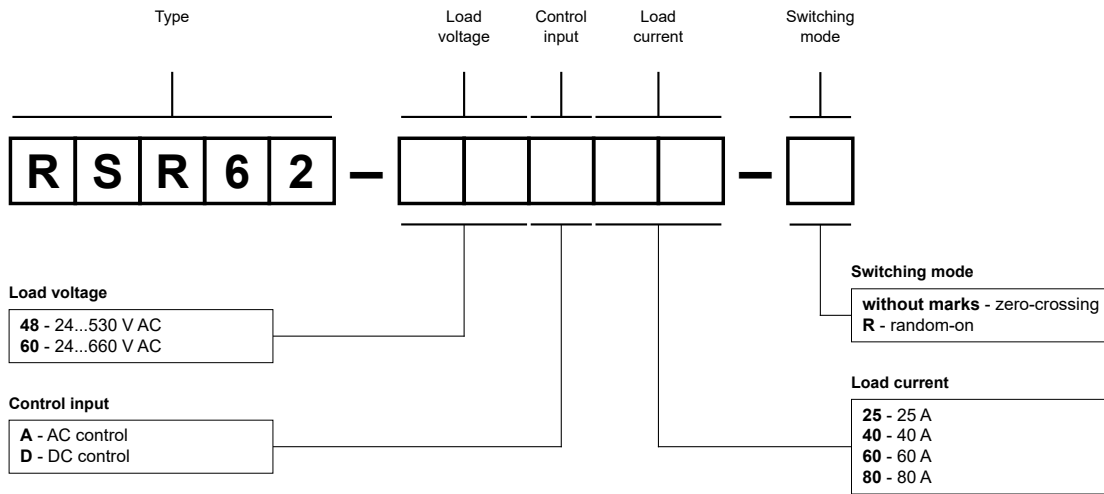 Type
Load voltage
Control input
Load current
Switching mode
RSR62 – –
Load voltage
48 - 24...530 V AC
60 - 24...660 V AC
Control input
A - AC control
D - DC control
Switching mode
without marks - zero-crossing
R - random-on
Load current
25 - 25 A
40 - 40 A
60 - 60 A
80 - 80 A